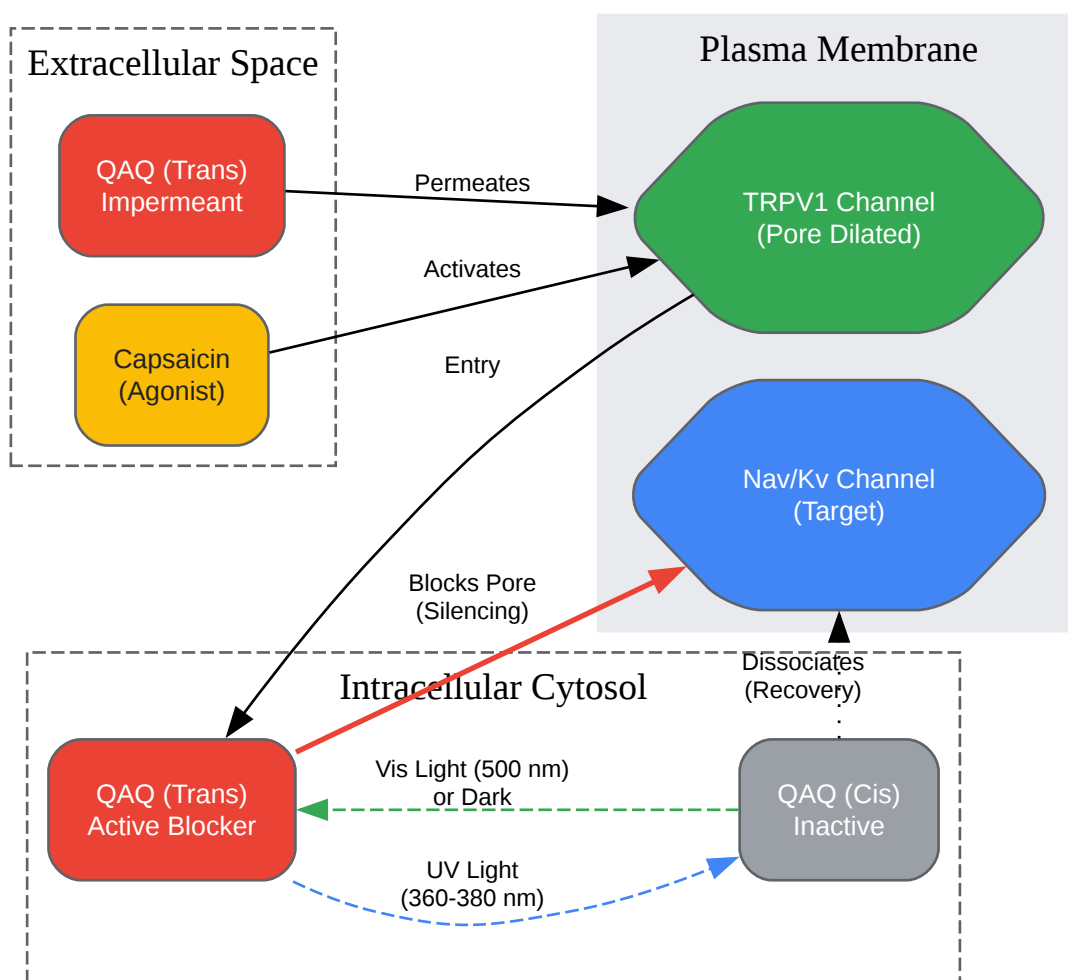 Extracellular Space
Plasma Membrane
QAQ (Trans)
Impermeant
Permeates
TRPV1 Channel
(Pore Dilated)
Activates
Capsaicin
(Agonist)
Entry
Nav/Kv Channel
(Target)
Blocks Pore
(Silencing)
Dissociates
(Recovery)
Intracellular Cytosol
QAQ (Trans)
Active Blocker
Vis Light (500 nm)
or Dark
QAQ (Cis)
Inactive
UV Light
(360-380 nm)